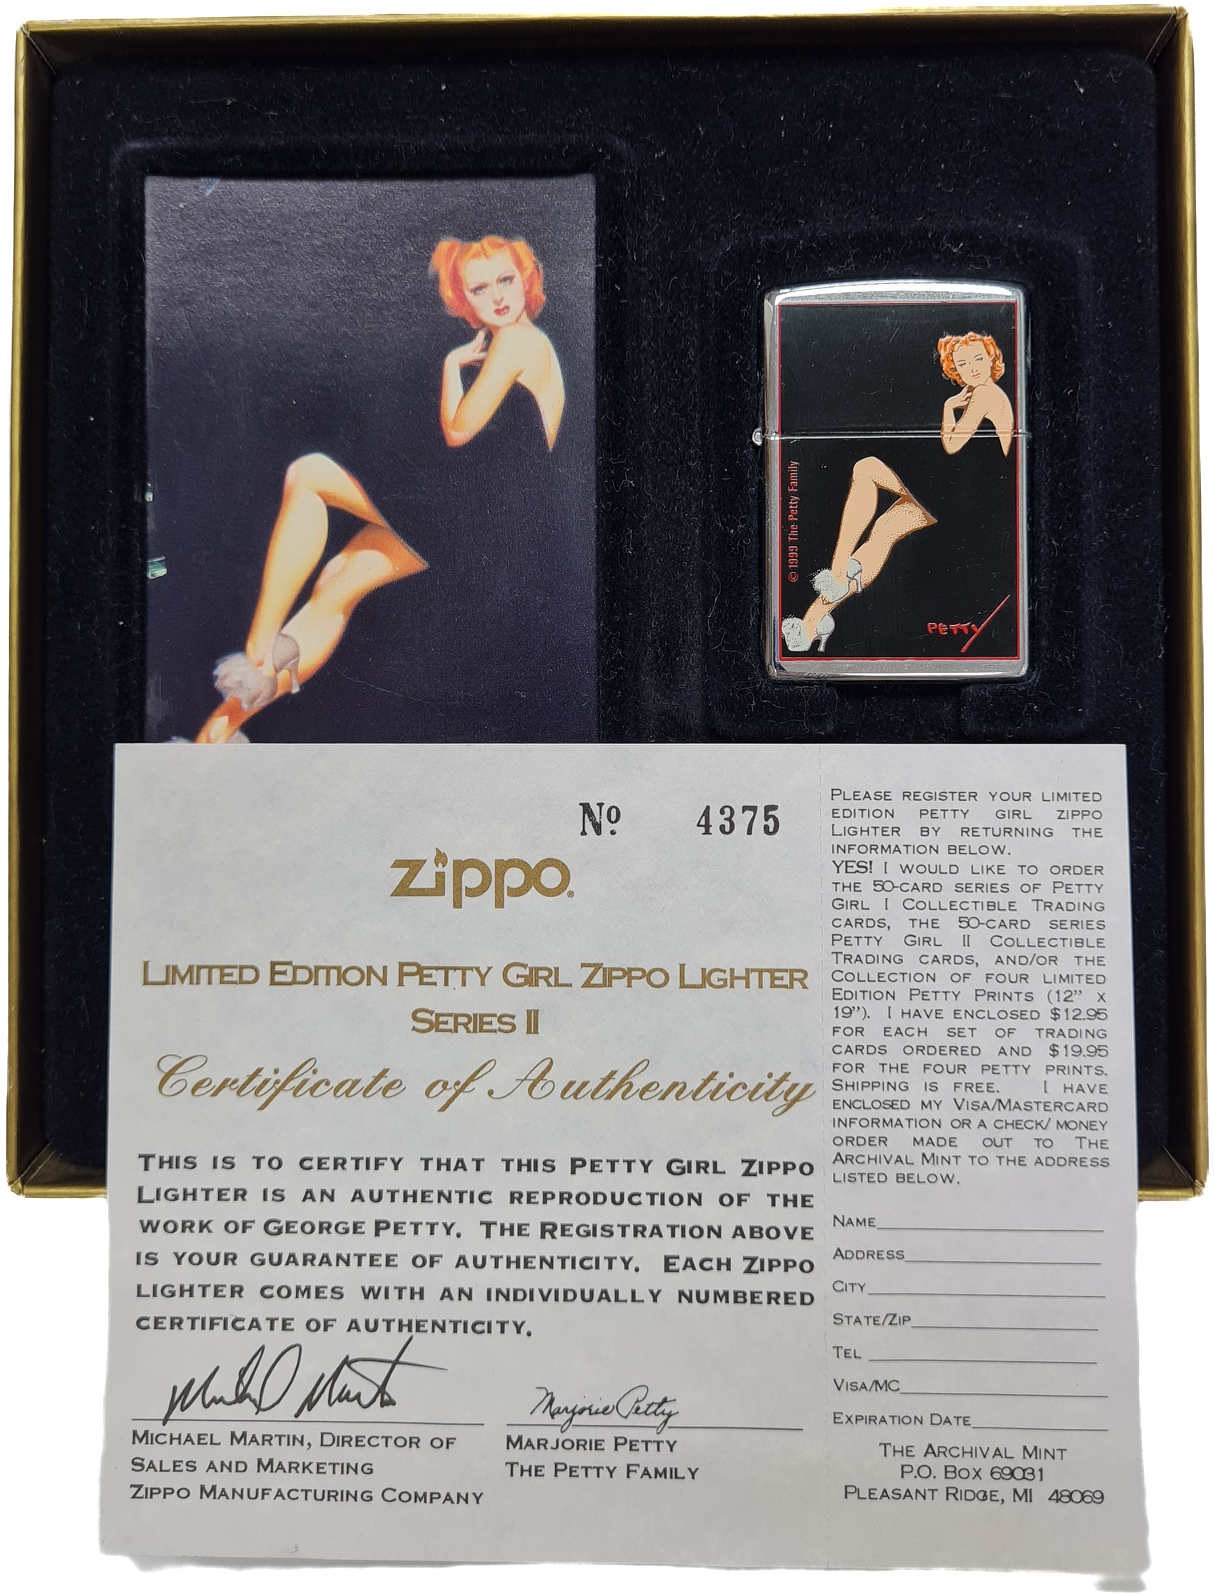 © 1999 The Petty Family
PETTY
Nº 4375
zippo®
LIMITED EDITION PETTY GIRL ZIPPO LIGHTER
SERIES II
Certificate of Authenticity
THIS IS TO CERTIFY THAT THIS PETTY GIRL ZIPPO
LIGHTER IS AN AUTHENTIC REPRODUCTION OF THE
WORK OF GEORGE PETTY. THE REGISTRATION ABOVE
IS YOUR GUARANTEE OF AUTHENTICITY. EACH ZIPPO
LIGHTER COMES WITH AN INDIVIDUALLY NUMBERED
CERTIFICATE OF AUTHENTICITY.
Michael Martin
MICHAEL MARTIN, DIRECTOR OF
SALES AND MARKETING
ZIPPO MANUFACTURING COMPANY
Marjorie Petty
MARJORIE PETTY
THE PETTY FAMILY
PLEASE REGISTER YOUR LIMITED
EDITION PETTY GIRL ZIPPO
LIGHTER BY RETURNING THE
INFORMATION BELOW.
YES! I WOULD LIKE TO ORDER
THE 50-CARD SERIES OF PETTY
GIRL I COLLECTIBLE TRADING
CARDS, THE 50-CARD SERIES
PETTY GIRL II COLLECTIBLE
TRADING CARDS, AND/OR THE
COLLECTION OF FOUR LIMITED
EDITION PETTY PRINTS (12" X
19"). I HAVE ENCLOSED $12.95
FOR EACH SET OF TRADING
CARDS ORDERED AND $19.95
FOR THE FOUR PETTY PRINTS.
SHIPPING IS FREE. I HAVE
ENCLOSED MY VISA/MASTERCARD
INFORMATION OR A CHECK/ MONEY
ORDER MADE OUT TO THE
ARCHIVAL MINT TO THE ADDRESS
LISTED BELOW.
NAME
ADDRESS
CITY
STATE/ZIP
TEL
VISA/MC
EXPIRATION DATE
THE ARCHIVAL MINT
P.O. BOX 69031
PLEASANT RIDGE, MI 48069